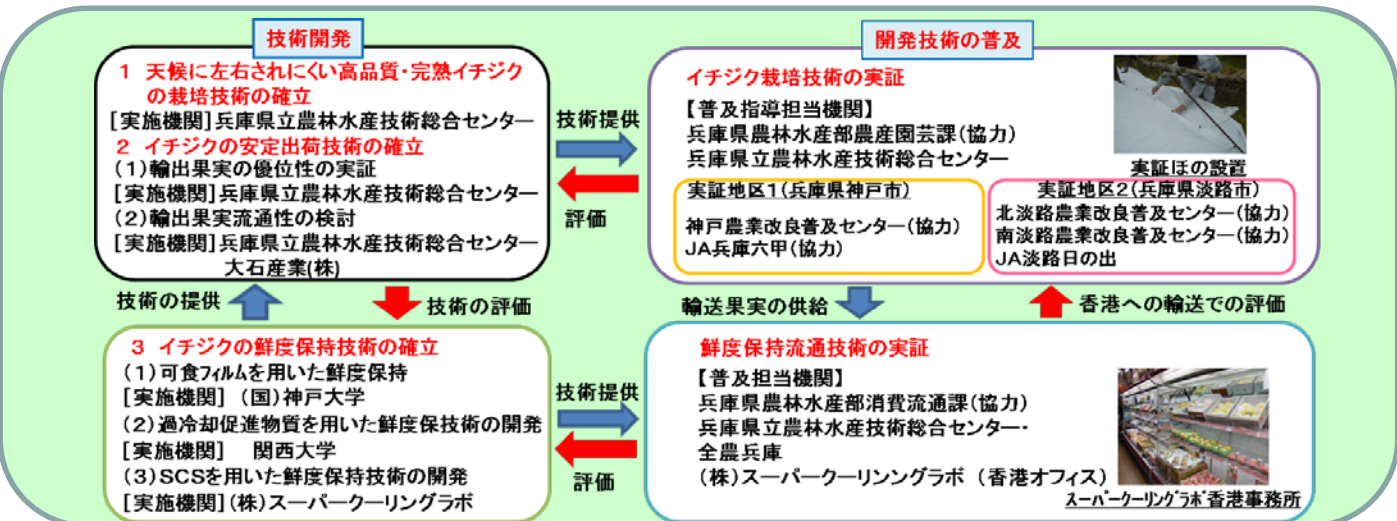 技術開発
1 天候に左右されにくい高品質・完熟イチジク
の栽培技術の確立
[実施機関]兵庫県立農林水産技術総合センター
2 イチジクの安定出荷技術の確立
(1)輸出果実の優位性の実証
[実施機関]兵庫県立農林水産技術総合センター
(2)輸出果実流通性の検討
[実施機関]兵庫県立農林水産技術総合センター
大石産業(株)
技術提供
評価
開発技術の普及
イチジク栽培技術の実証
【普及指導担当機関】
兵庫県農林水産部農産園芸課(協力)
兵庫県立農林水産技術総合センター
実証ほの設置
実証地区1(兵庫県神戸市)
神戸農業改良普及センター(協力)
JA兵庫六甲(協力)
実証地区2(兵庫県淡路市)
北淡路農業改良普及センター(協力)
南淡路農業改良普及センター(協力)
JA淡路日の出
技術の提供
技術の評価
輸送果実の供給
香港への輸送での評価
3 イチジクの鮮度保持技術の確立
(1)可食フィルムを用いた鮮度保持
[実施機関] (国)神戸大学
(2)過冷却促進物質を用いた鮮度保技術の開発
[実施機関] 関西大学
(3)SCSを用いた鮮度保持技術の開発
[実施機関](株)スーパークーリングラボ
技術提供
評価
鮮度保持流通技術の実証
【普及担当機関】
兵庫県農林水産部消費流通課(協力)
兵庫県立農林水産技術総合センター・
全農兵庫
(株)スーパークーリンングラボ (香港オフィス)
スーパークーリングラボ香港事務所